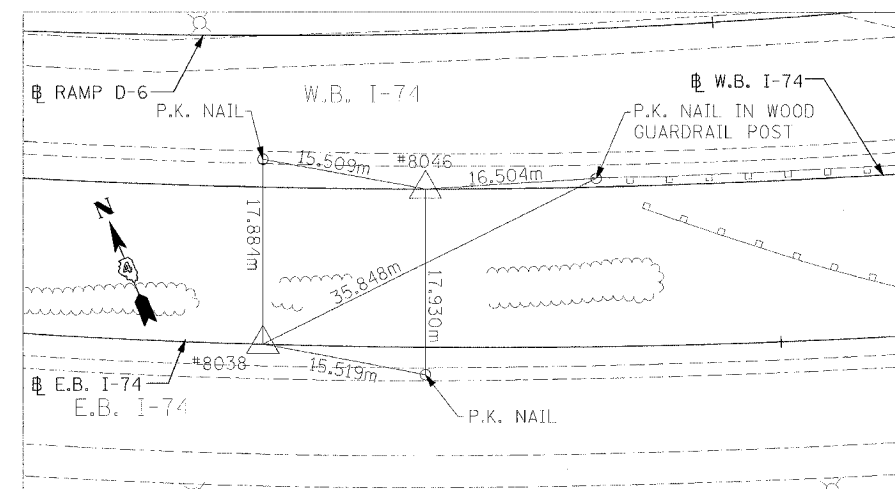 ℄ RAMP D-6
P.K. NAIL
W.B. I-74
℄ W.B. I-74
P.K. NAIL IN WOOD
GUARDRAIL POST
15.509m
#8046
16.504m
N
4
17.884m
35.848m
17.930m
#8038
15.519m
℄ E.B. I-74
E.B. I-74
P.K. NAIL